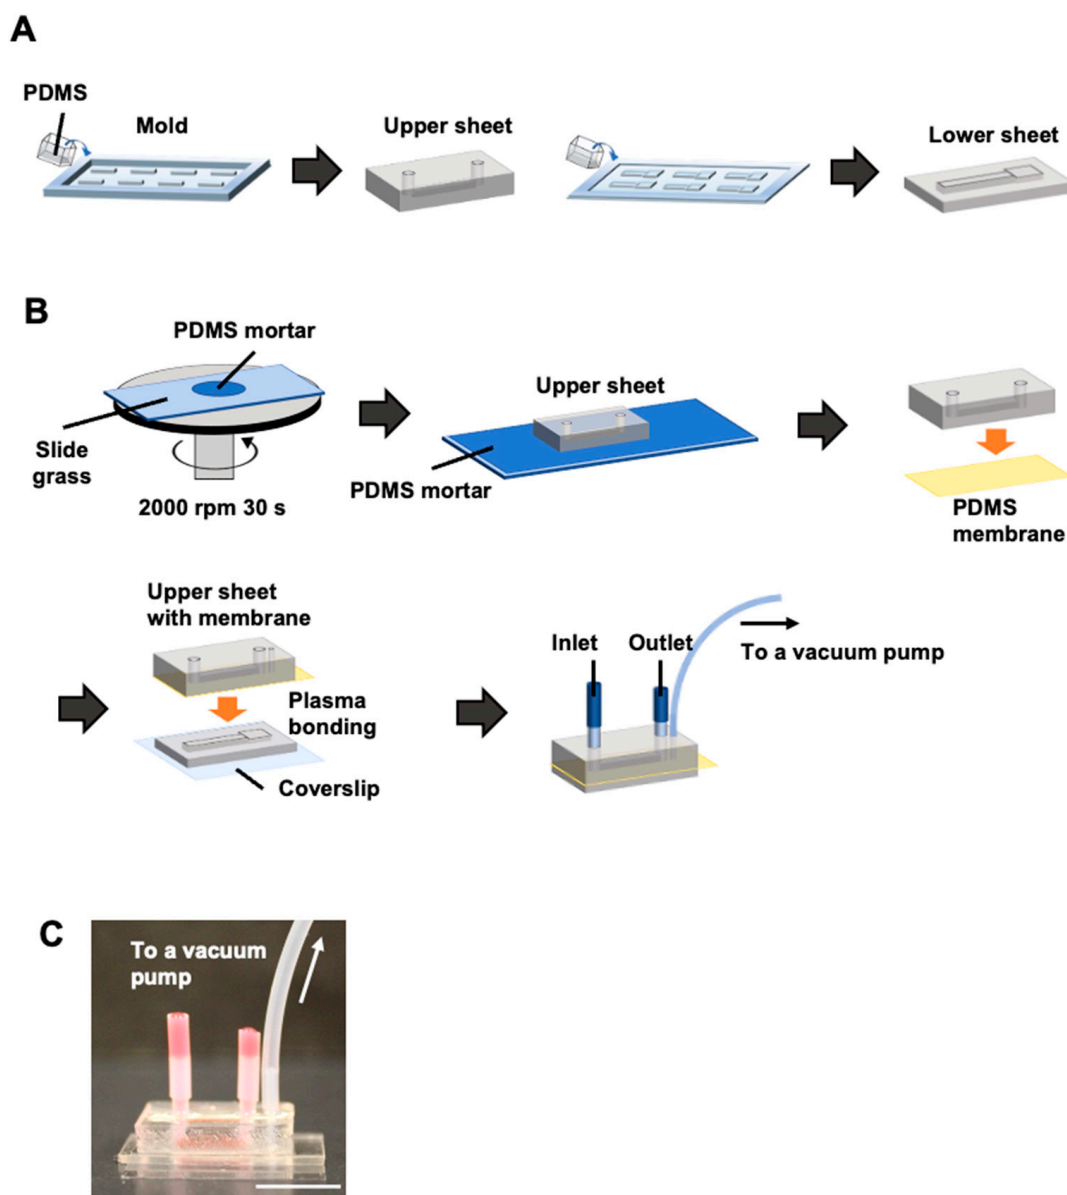 A
PDMS
Mold
Upper sheet
Lower sheet
B
PDMS mortar
Slide
grass
2000 rpm 30 s
Upper sheet
PDMS mortar
PDMS
membrane
Upper sheet
with membrane
Plasma
bonding
Coverslip
Inlet
Outlet
To a vacuum pump
C
To a vacuum
pump